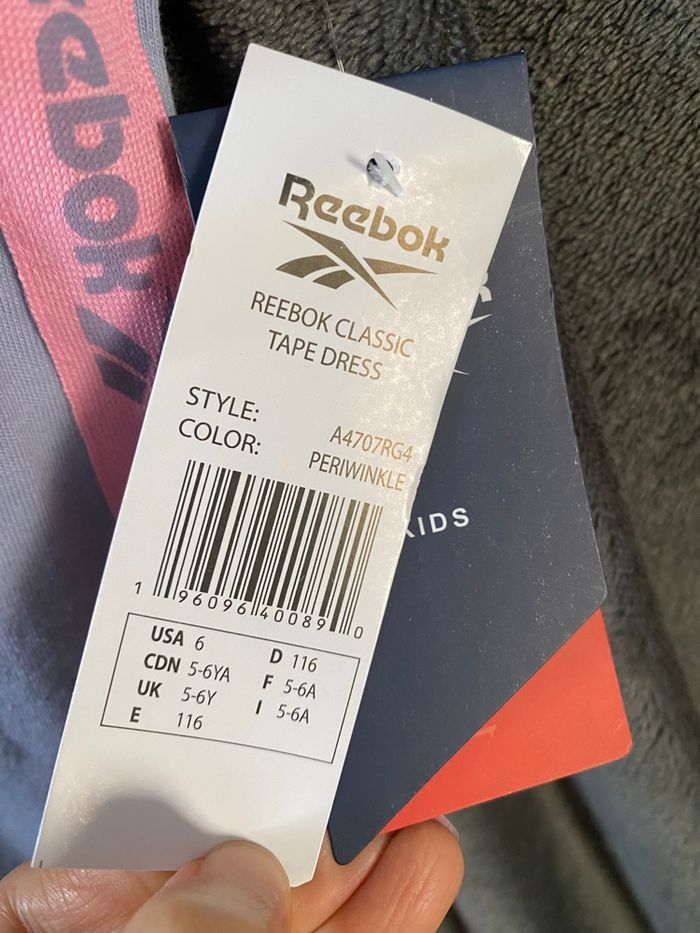 Reebok
Reebok
REEBOK CLASSIC
TAPE DRESS
STYLE: A4707RG4
COLOR: PERIWINKLE
1 96096 40089 0
USA 6 D 116
CDN 5-6YA F 5-6A
UK 5-6Y I 5-6A
E 116
KIDS